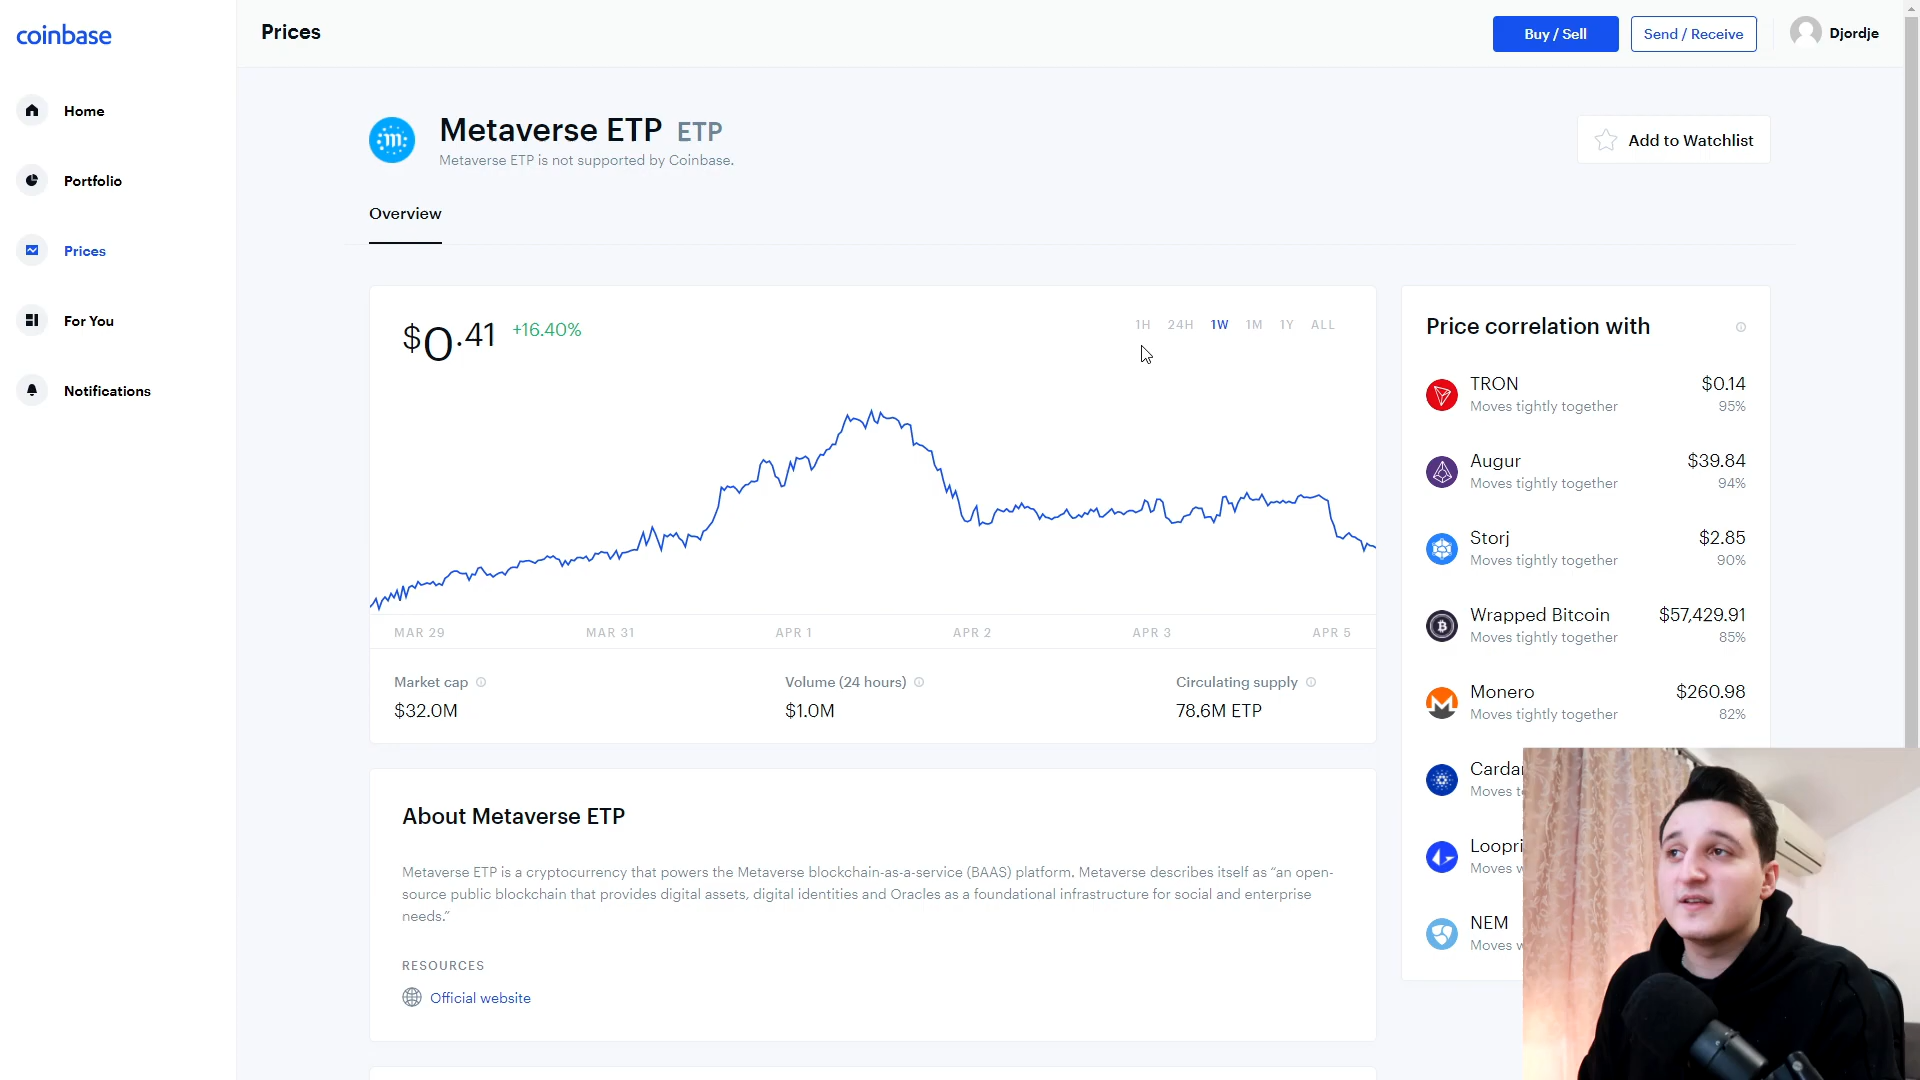 coinbase
Prices
Buy / Sell
Send / Receive
Djordje
Home
Portfolio
Prices
For You
Notifications
Metaverse ETP ETP
Metaverse ETP is not supported by Coinbase.
Add to Watchlist
Overview
$0.41 +16.40%
1H 24H 1W 1M 1Y ALL
MAR 29 MAR 31 APR 1 APR 2 APR 3 APR 5
Market cap
$32.0M
Volume (24 hours)
$1.0M
Circulating supply
78.6M ETP
About Metaverse ETP
Metaverse ETP is a cryptocurrency that powers the Metaverse blockchain-as-a-service (BAAS) platform. Metaverse describes itself as “an open-
source public blockchain that provides digital assets, digital identities and Oracles as a foundational infrastructure for social and enterprise
needs.”
RESOURCES
Official website
Price correlation with
TRON $0.14
Moves tightly together 95%
Augur $39.84
Moves tightly together 94%
Storj $2.85
Moves tightly together 90%
Wrapped Bitcoin $57,429.91
Moves tightly together 85%
Monero $260.98
Moves tightly together 82%
Moves
Moves
NEM
Moves